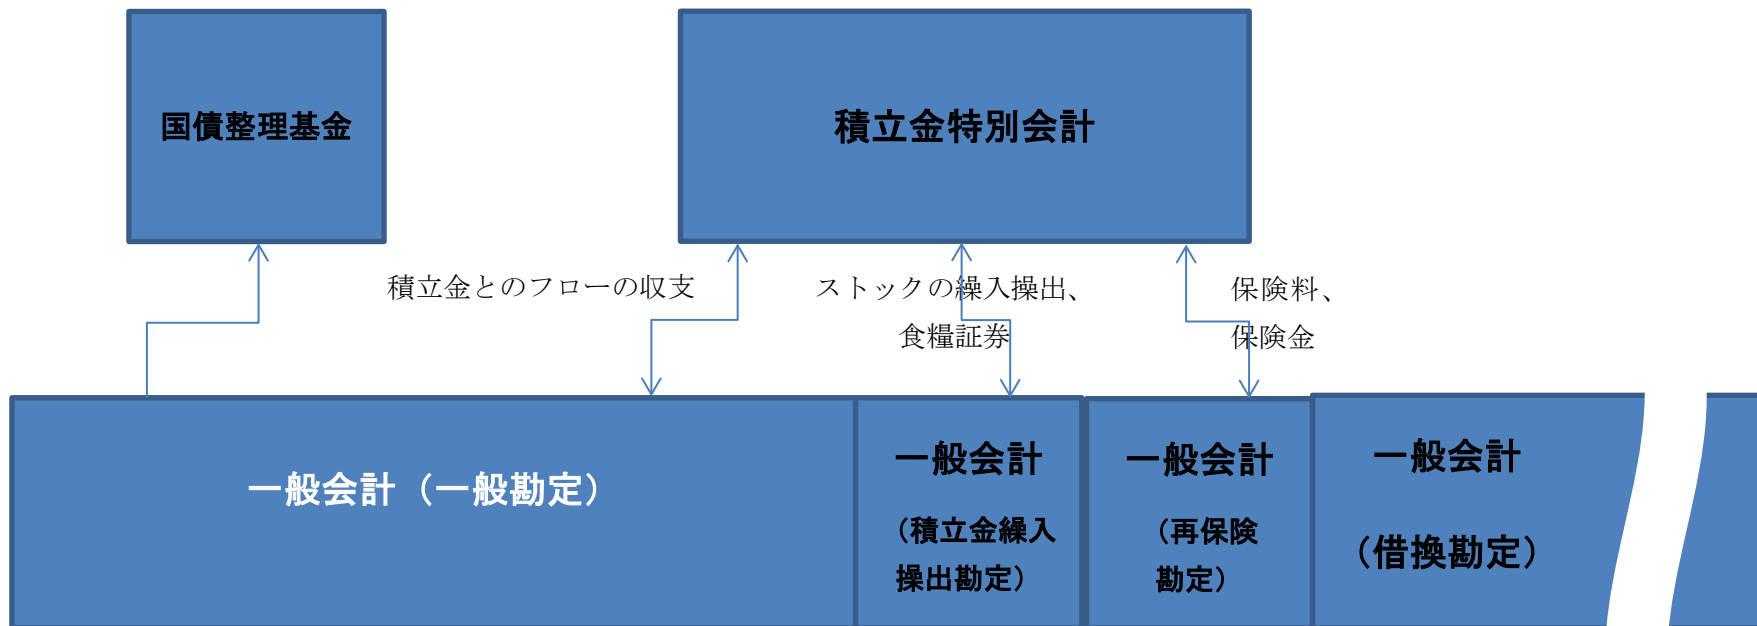 国債整理基金
積立金特別会計
積立金とのフローの収支
ストックの繰入操出、
食糧証券
保険料、
保険金
一般会計（一般勘定）
一般会計
（積立金繰入
操出勘定）
一般会計
（再保険
勘定）
一般会計
（借換勘定）